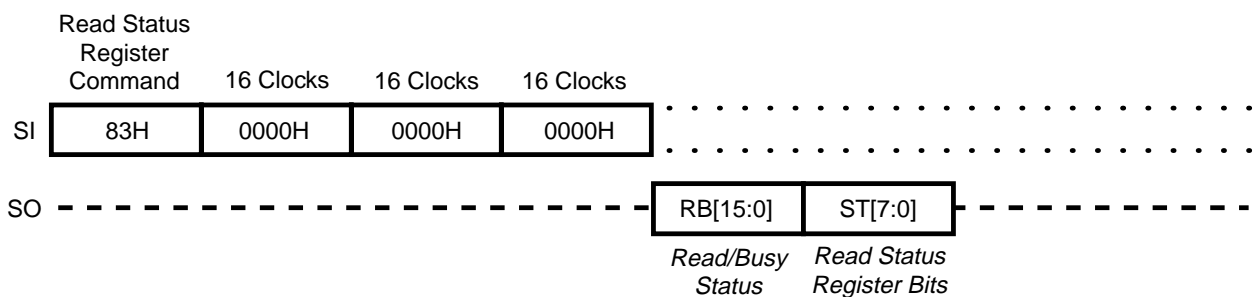 Read Status
Register
Command 16 Clocks 16 Clocks 16 Clocks
SI 83H 0000H 0000H 0000H
SO RB[15:0] ST[7:0]
Read/Busy Read Status
Status Register Bits